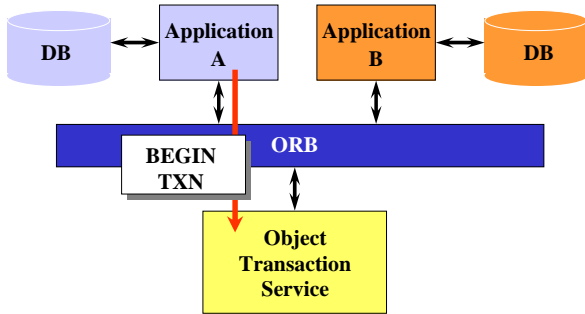 DB
Application
A
Application
B
DB
ORB
BEGIN
TXN
Object
Transaction
Service